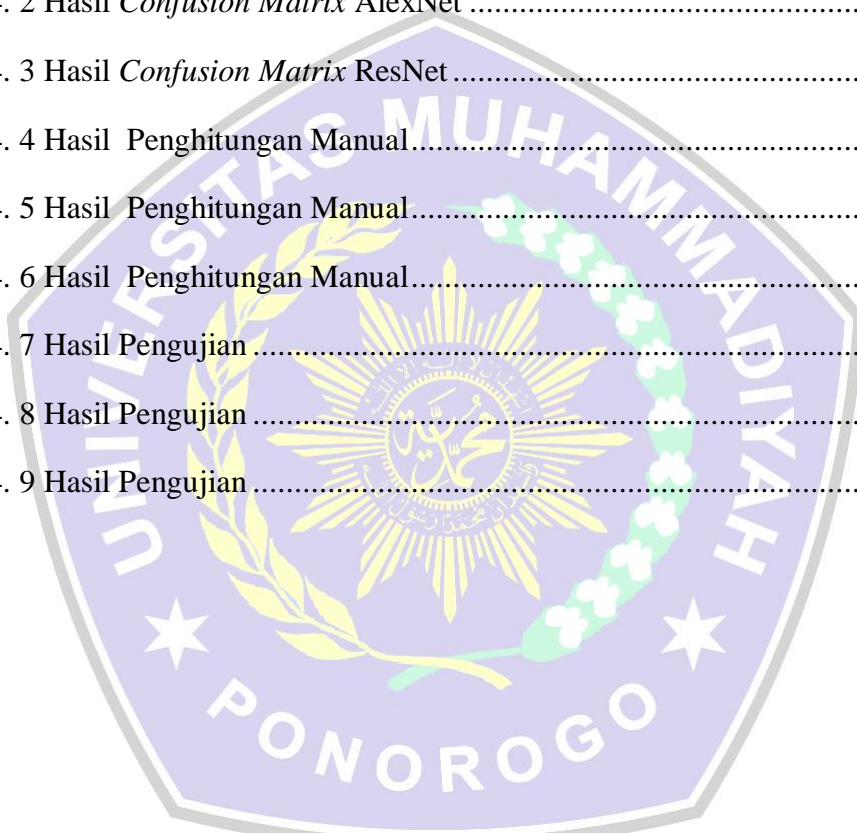 . 2 Hasil Confusion Matrix AlexNet ........................................................
. 3 Hasil Confusion Matrix ResNet ..........................................................
. 4 Hasil  Penghitungan Manual................................................................
. 5 Hasil  Penghitungan Manual................................................................
. 6 Hasil  Penghitungan Manual................................................................
. 7 Hasil Pengujian ....................................................................................
. 8 Hasil Pengujian ....................................................................................
. 9 Hasil Pengujian ....................................................................................
UNIVERSITAS MUHAMMADIYAH
PONOROGO